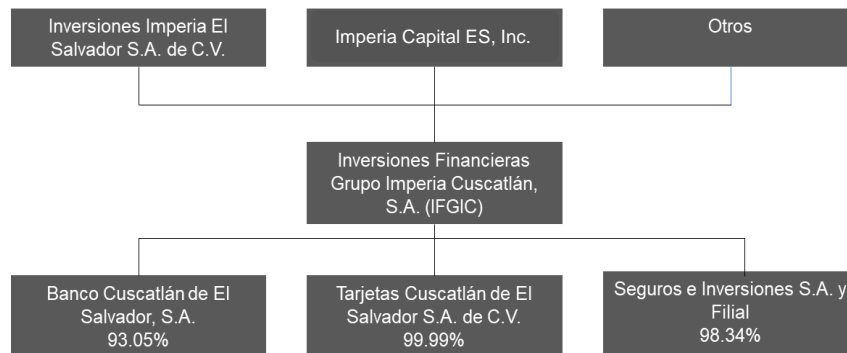 Inversiones Imperia El
Salvador S.A. de C.V.
Imperia Capital ES, Inc.
Otros
Inversiones Financieras
Grupo Imperia Cuscatlán,
S.A. (IFGIC)
Banco Cuscatlán de El
Salvador, S.A.
93.05%
Tarjetas Cuscatlán de El
Salvador S.A. de C.V.
99.99%
Seguros e Inversiones S.A. y
Filial
98.34%